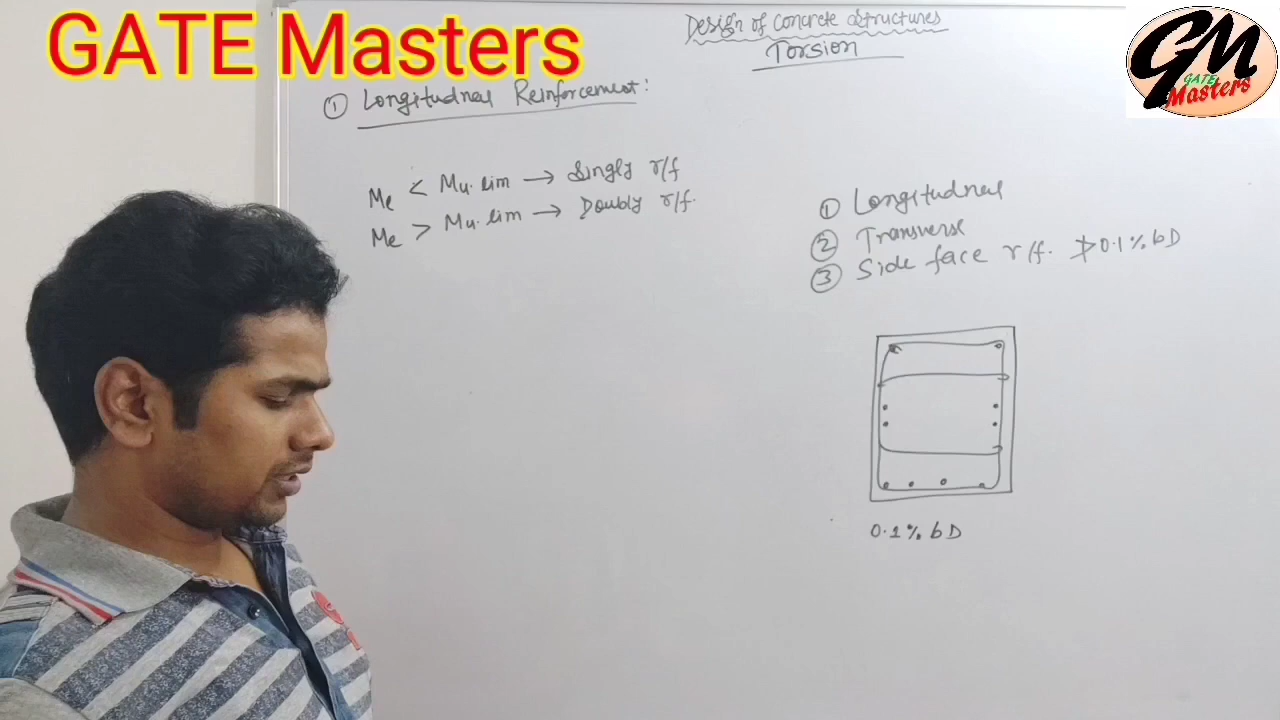 GATE Masters
Design of Concrete Structures
Torsion
GM
GATE
Masters
① Longitudnal Reinforcement:
Me < Mu.lim → Singly r/f
Me > Mu.lim → Doubly r/f.
① Longitudnal
② Transverse
③ Side face r/f. ≯ 0.1% bD
0.1% bD